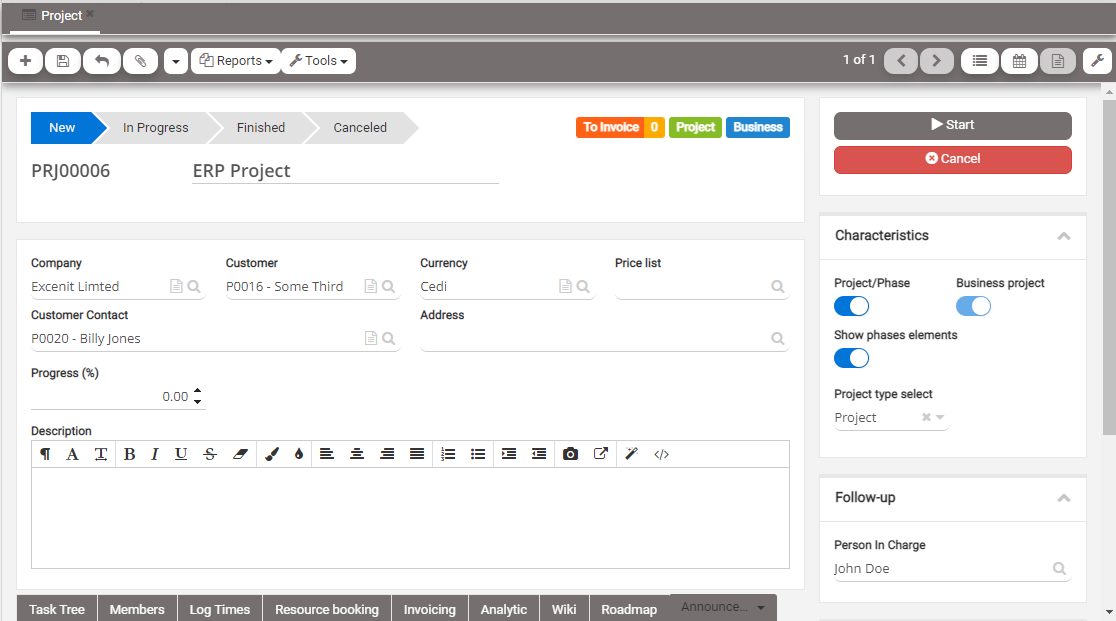 Project
Reports Tools 1 of 1
New In Progress Finished Canceled To Invoice 0 Project Business
PRJ00006 ERP Project
Start
Cancel
Characteristics
Company Customer Currency Price list
Excenit Limted P0016 - Some Third Cedi
Customer Contact Address
P0020 - Billy Jones
Project/Phase Business project
Show phases elements
Progress (%)
0.00
Project type select
Project
Description
Follow-up
Person In Charge
John Doe
Task Tree Members Log Times Resource booking Invoicing Analytic Wiki Roadmap Announce...